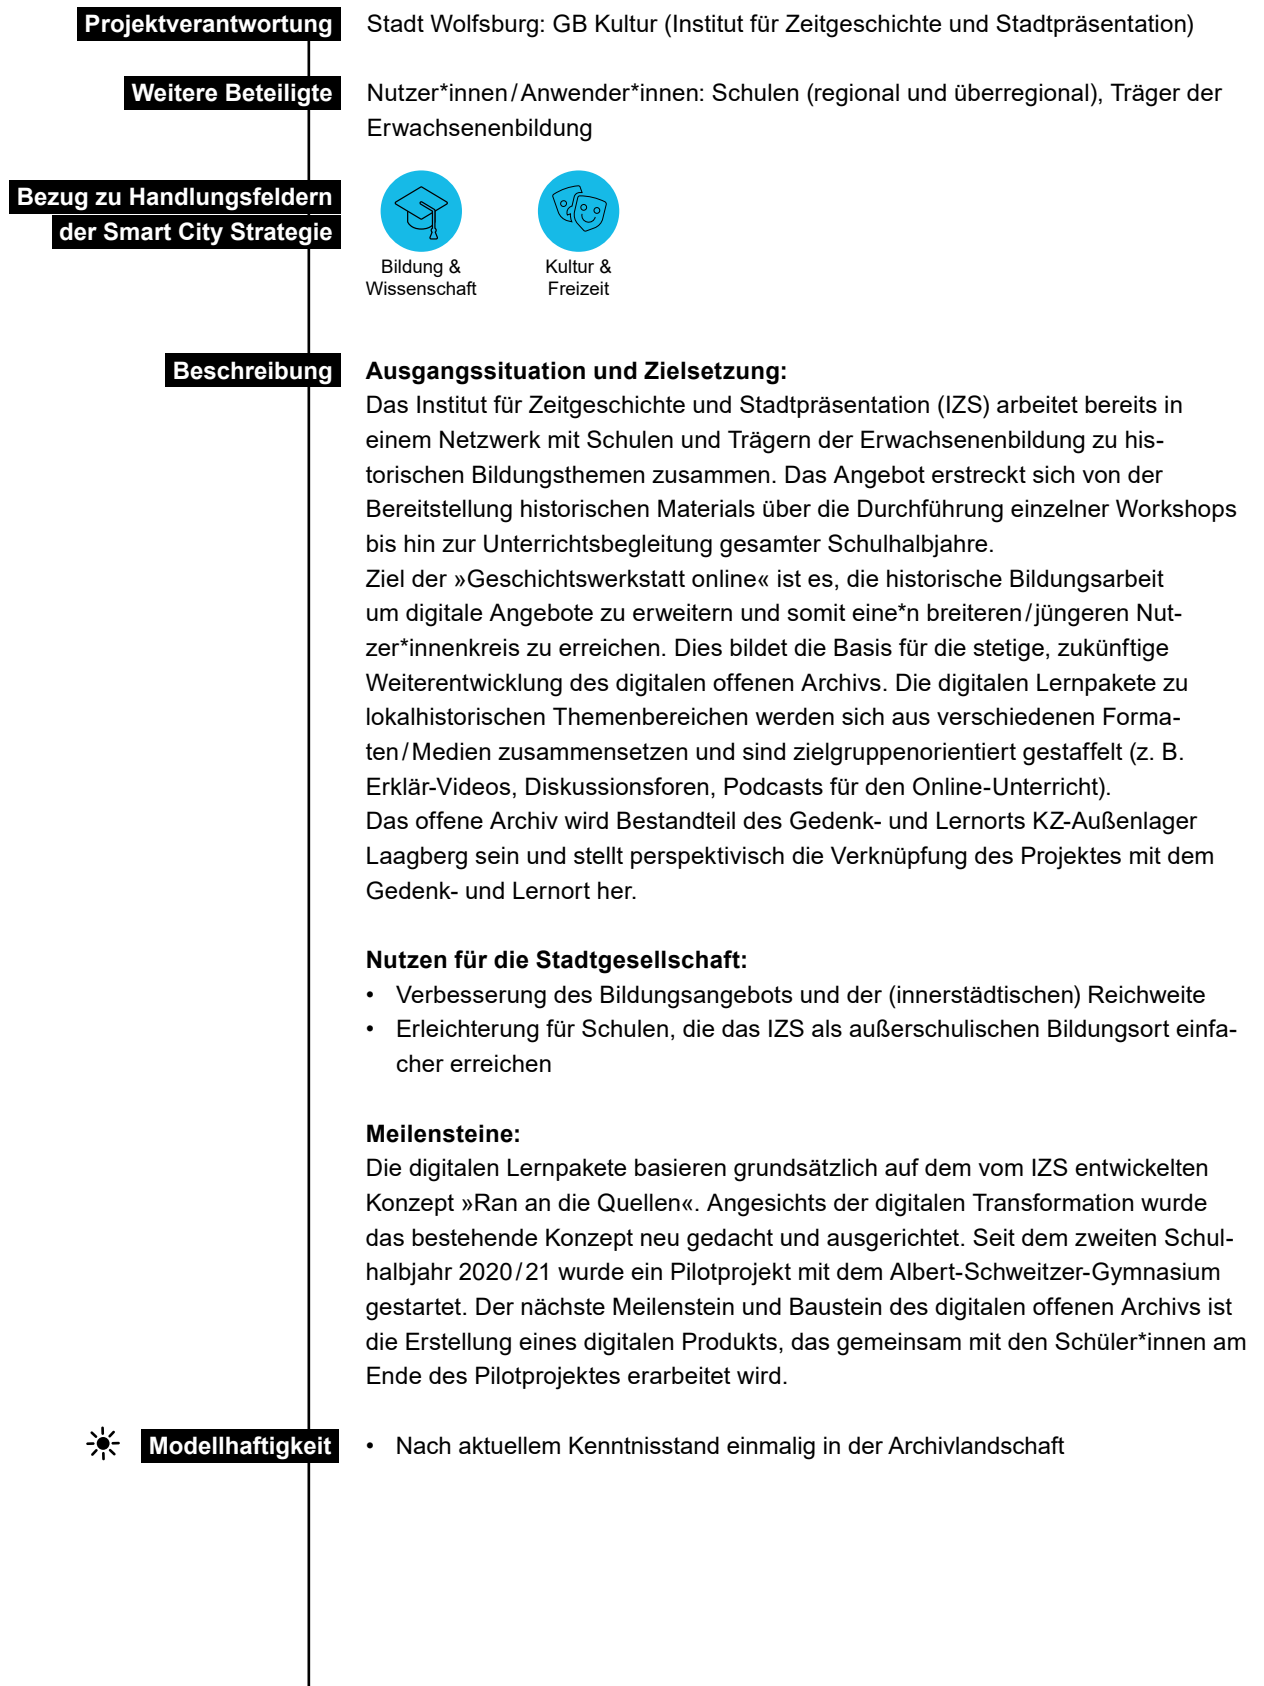 Projektverantwortung
Stadt Wolfsburg: GB Kultur (Institut für Zeitgeschichte und Stadtpräsentation)
Weitere Beteiligte
Nutzer*innen/Anwender*innen: Schulen (regional und überregional), Träger der
Erwachsenenbildung
Bezug zu Handlungsfeldern
der Smart City Strategie
Bildung &
Wissenschaft
Kultur &
Freizeit
Beschreibung
Ausgangssituation und Zielsetzung:
Das Institut für Zeitgeschichte und Stadtpräsentation (IZS) arbeitet bereits in
einem Netzwerk mit Schulen und Trägern der Erwachsenenbildung zu his-
torischen Bildungsthemen zusammen. Das Angebot erstreckt sich von der
Bereitstellung historischen Materials über die Durchführung einzelner Workshops
bis hin zur Unterrichtsbegleitung gesamter Schulhalbjahre.
Ziel der »Geschichtswerkstatt online« ist es, die historische Bildungsarbeit
um digitale Angebote zu erweitern und somit eine*n breiteren/jüngeren Nut-
zer*innenkreis zu erreichen. Dies bildet die Basis für die stetige, zukünftige
Weiterentwicklung des digitalen offenen Archivs. Die digitalen Lernpakete zu
lokalhistorischen Themenbereichen werden sich aus verschiedenen Forma-
ten/Medien zusammensetzen und sind zielgruppenorientiert gestaffelt (z. B.
Erklär-Videos, Diskussionsforen, Podcasts für den Online-Unterricht).
Das offene Archiv wird Bestandteil des Gedenk- und Lernorts KZ-Außenlager
Laagberg sein und stellt perspektivisch die Verknüpfung des Projektes mit dem
Gedenk- und Lernort her.
Nutzen für die Stadtgesellschaft:
• Verbesserung des Bildungsangebots und der (innerstädtischen) Reichweite
• Erleichterung für Schulen, die das IZS als außerschulischen Bildungsort einfa-
cher erreichen
Meilensteine:
Die digitalen Lernpakete basieren grundsätzlich auf dem vom IZS entwickelten
Konzept »Ran an die Quellen«. Angesichts der digitalen Transformation wurde
das bestehende Konzept neu gedacht und ausgerichtet. Seit dem zweiten Schul-
halbjahr 2020/21 wurde ein Pilotprojekt mit dem Albert-Schweitzer-Gymnasium
gestartet. Der nächste Meilenstein und Baustein des digitalen offenen Archivs ist
die Erstellung eines digitalen Produkts, das gemeinsam mit den Schüler*innen am
Ende des Pilotprojektes erarbeitet wird.
Modellhaftigkeit
• Nach aktuellem Kenntnisstand einmalig in der Archivlandschaft